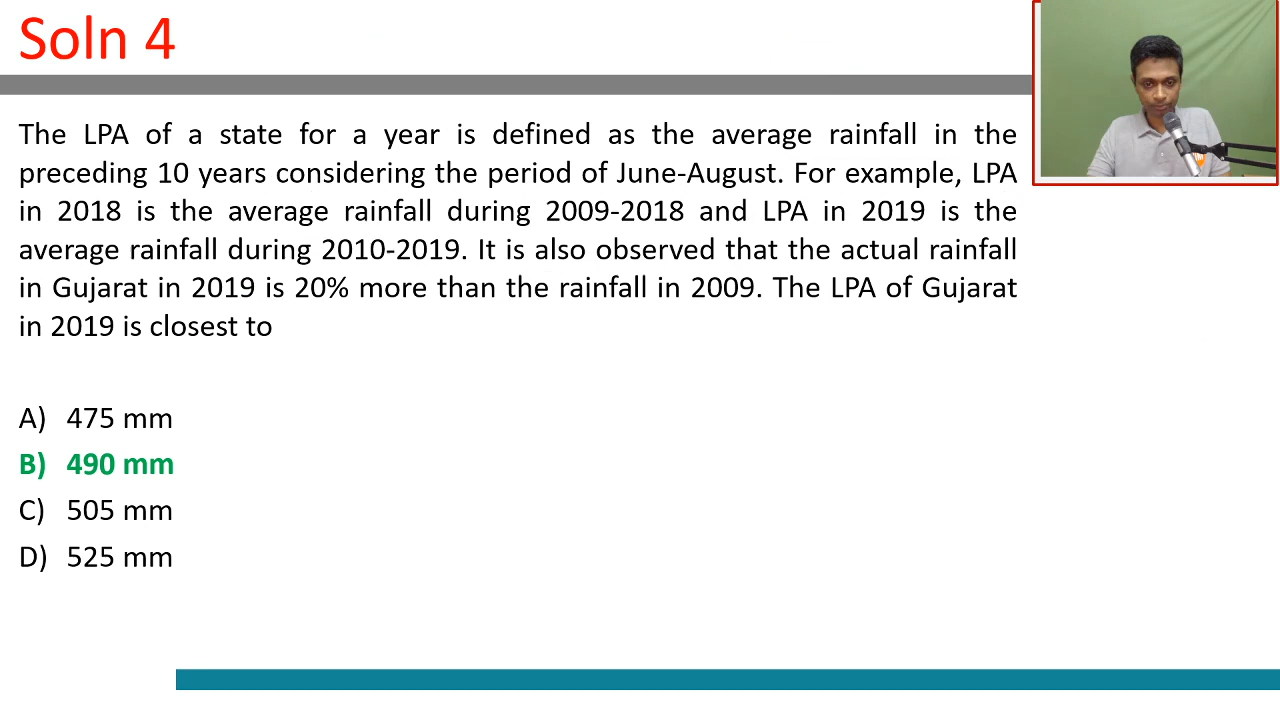 Soln 4
The LPA of a state for a year is defined as the average rainfall in the
preceding 10 years considering the period of June-August. For example, LPA
in 2018 is the average rainfall during 2009-2018 and LPA in 2019 is the
average rainfall during 2010-2019. It is also observed that the actual rainfall
in Gujarat in 2019 is 20% more than the rainfall in 2009. The LPA of Gujarat
in 2019 is closest to
A) 475 mm
B) 490 mm
C) 505 mm
D) 525 mm